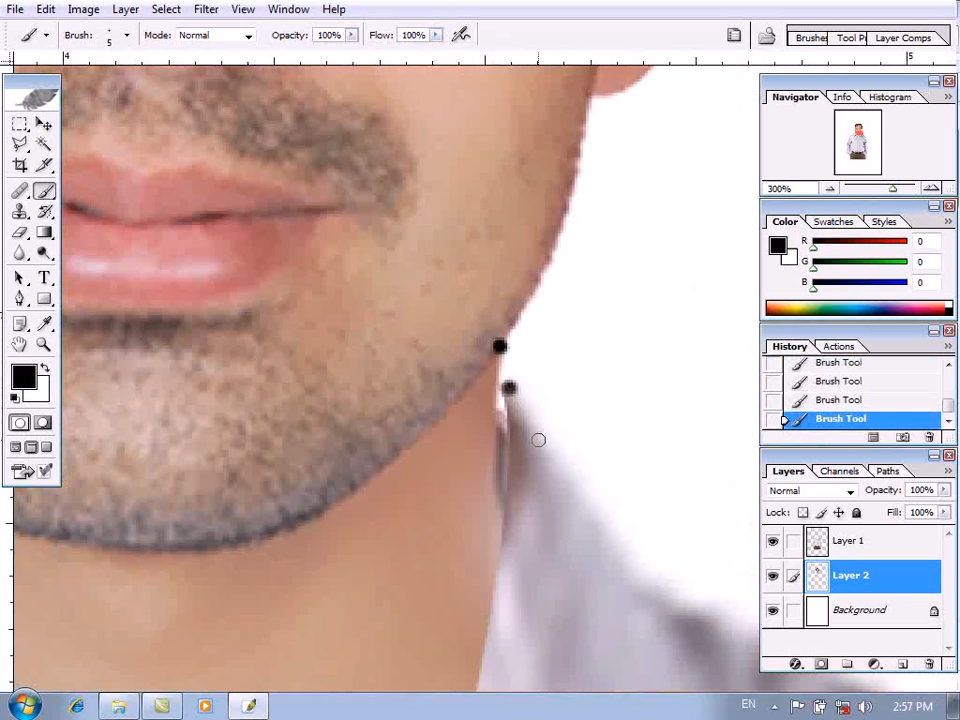 File Edit Image Layer Select Filter View Window Help
Brush: 5 Mode: Normal Opacity: 100% Flow: 100% Brushes Tool Layer Comps
4 5
Navigator Info Histogram
300%
Color Swatches Styles
R 0
G 0
B 0
History Actions
Brush Tool
Brush Tool
Brush Tool
Brush Tool
Layers Channels Paths
Normal Opacity: 100%
Lock: Fill: 100%
Layer 1
Layer 2
Background
T
EN 2:57 PM